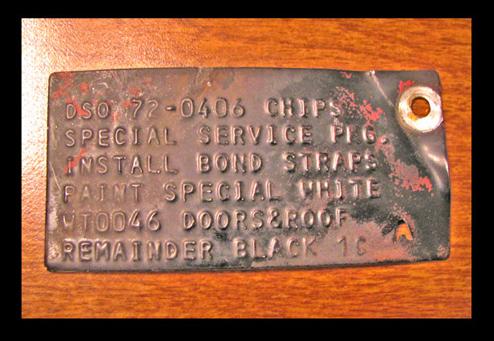 DSO 72-0406 CHIPS
SPECIAL SERVICE PKG.
INSTALL BOND STRAPS
PAINT SPECIAL WHITE
WT0046 DOORS&ROOF
REMAINDER BLACK 1C